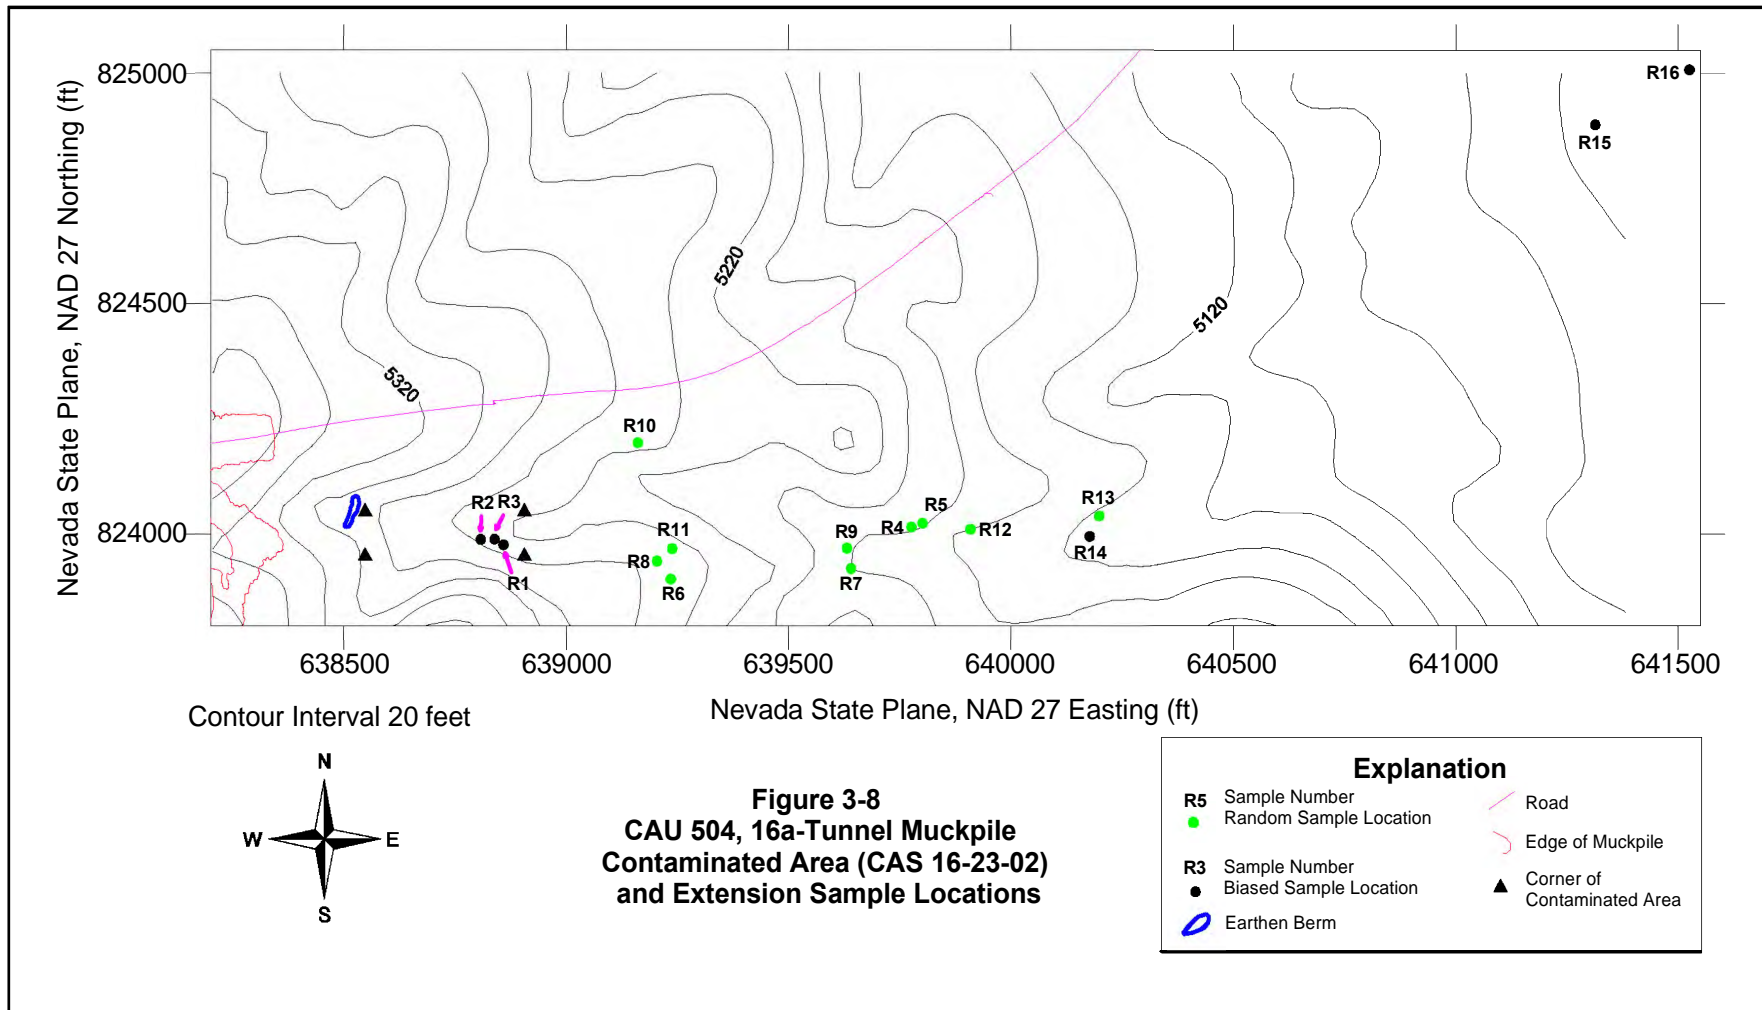 825000
824500
824000
Nevada State Plane, NAD 27 Northing (ft)
R16
R15
5220
5120
5320
R10
R2
R3
R13
R5
R11
R4
R12
R9
R14
R8
R1
R7
R6
638500
639000
639500
640000
640500
641000
641500
Nevada State Plane, NAD 27 Easting (ft)
Contour Interval 20 feet
N
W
E
S
Figure 3-8
CAU 504, 16a-Tunnel Muckpile
Contaminated Area (CAS 16-23-02)
and Extension Sample Locations
Explanation
R5 Sample Number
Random Sample Location
R3 Sample Number
Biased Sample Location
Earthen Berm
Road
Edge of Muckpile
Corner of
Contaminated Area